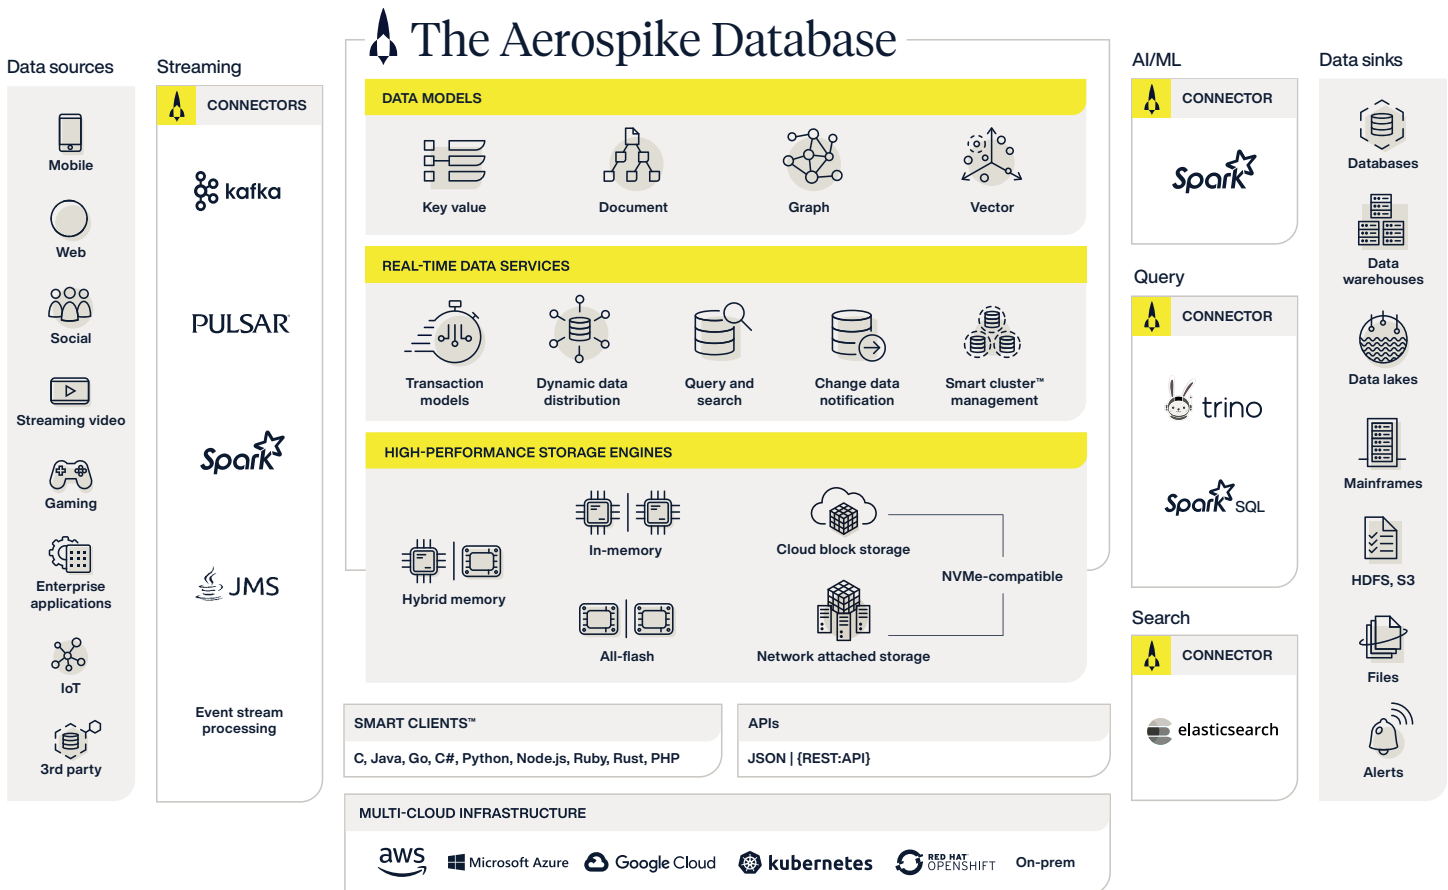 The Aerospike Database
Data sources
Mobile
Web
Social
Streaming video
Gaming
Enterprise
applications
IoT
3rd party
Streaming
CONNECTORS
kafka
PULSAR
Spark
JMS
Event stream
processing
DATA MODELS
Key value
Document
Graph
Vector
REAL-TIME DATA SERVICES
Transaction
models
Dynamic data
distribution
Query and
search
Change data
notification
Smart cluster™
management
HIGH-PERFORMANCE STORAGE ENGINES
Hybrid memory
In-memory
All-flash
Cloud block storage
Network attached storage
NVMe-compatible
SMART CLIENTS™
C, Java, Go, C#, Python, Node.js, Ruby, Rust, PHP
APIs
JSON | {REST:API}
MULTI-CLOUD INFRASTRUCTURE
aws
Microsoft Azure
Google Cloud
kubernetes
RED HAT
OPENSHIFT
On-prem
AI/ML
CONNECTOR
Spark
Query
CONNECTOR
trino
Spark SQL
Search
CONNECTOR
elasticsearch
Data sinks
Databases
Data
warehouses
Data lakes
Mainframes
HDFS, S3
Files
Alerts